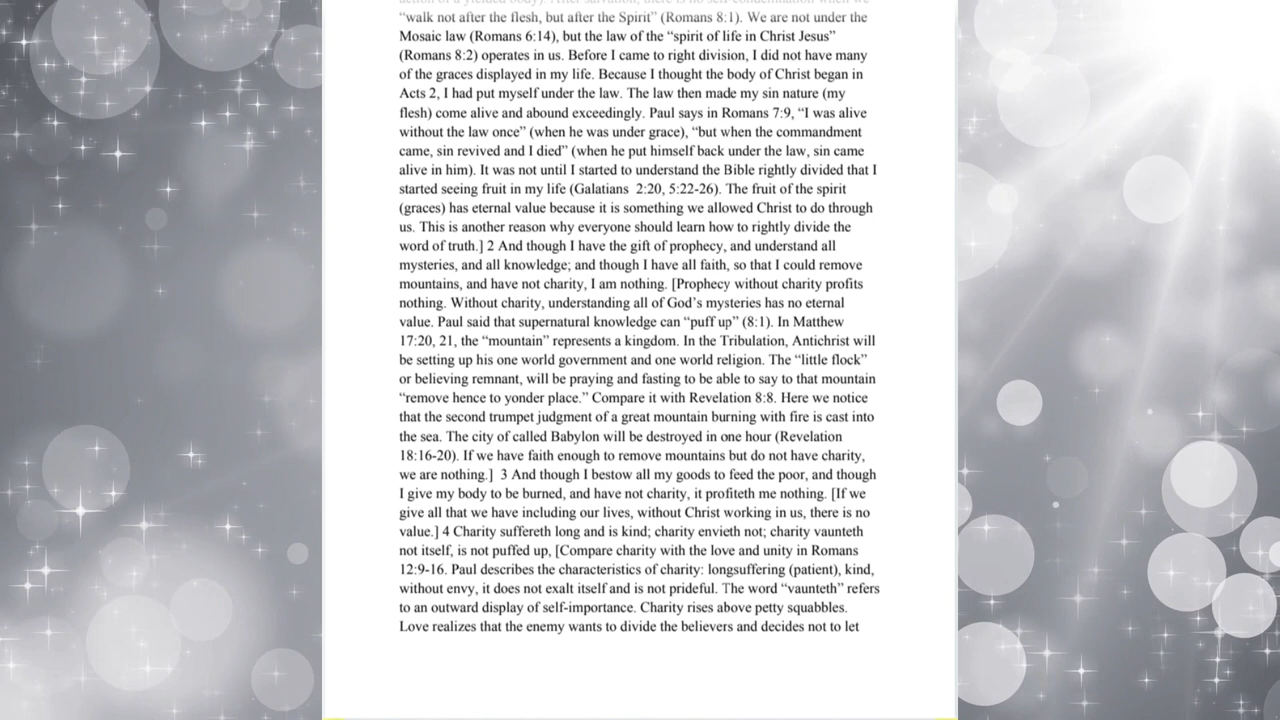 action of a yielded body). After salvation, there is no self-condemnation when we
“walk not after the flesh, but after the Spirit” (Romans 8:1). We are not under the
Mosaic law (Romans 6:14), but the law of the “spirit of life in Christ Jesus”
(Romans 8:2) operates in us. Before I came to right division, I did not have many
of the graces displayed in my life. Because I thought the body of Christ began in
Acts 2, I had put myself under the law. The law then made my sin nature (my
flesh) come alive and abound exceedingly. Paul says in Romans 7:9, “I was alive
without the law once” (when he was under grace), “but when the commandment
came, sin revived and I died” (when he put himself back under the law, sin came
alive in him). It was not until I started to understand the Bible rightly divided that I
started seeing fruit in my life (Galatians  2:20, 5:22-26). The fruit of the spirit
(graces) has eternal value because it is something we allowed Christ to do through
us. This is another reason why everyone should learn how to rightly divide the
word of truth.] 2 And though I have the gift of prophecy, and understand all
mysteries, and all knowledge; and though I have all faith, so that I could remove
mountains, and have not charity, I am nothing. [Prophecy without charity profits
nothing. Without charity, understanding all of God’s mysteries has no eternal
value. Paul said that supernatural knowledge can “puff up” (8:1). In Matthew
17:20, 21, the “mountain” represents a kingdom. In the Tribulation, Antichrist will
be setting up his one world government and one world religion. The “little flock”
or believing remnant, will be praying and fasting to be able to say to that mountain
“remove hence to yonder place.” Compare it with Revelation 8:8. Here we notice
that the second trumpet judgment of a great mountain burning with fire is cast into
the sea. The city of called Babylon will be destroyed in one hour (Revelation
18:16-20). If we have faith enough to remove mountains but do not have charity,
we are nothing.]  3 And though I bestow all my goods to feed the poor, and though
I give my body to be burned, and have not charity, it profiteth me nothing. [If we
give all that we have including our lives, without Christ working in us, there is no
value.] 4 Charity suffereth long and is kind; charity envieth not; charity vaunteth
not itself, is not puffed up, [Compare charity with the love and unity in Romans
12:9-16. Paul describes the characteristics of charity: longsuffering (patient), kind,
without envy, it does not exalt itself and is not prideful. The word “vaunteth” refers
to an outward display of self-importance. Charity rises above petty squabbles.
Love realizes that the enemy wants to divide the believers and decides not to let